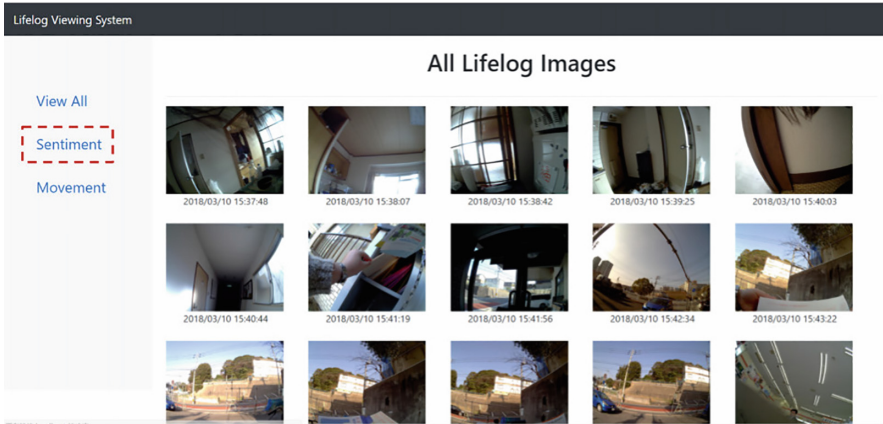 Lifelog Viewing System
All Lifelog Images
View All
Sentiment
Movement
2018/03/10 15:37:48
2018/03/10 15:38:07
2018/03/10 15:38:42
2018/03/10 15:39:25
2018/03/10 15:40:03
2018/03/10 15:40:44
2018/03/10 15:41:19
2018/03/10 15:41:56
2018/03/10 15:42:34
2018/03/10 15:43:22